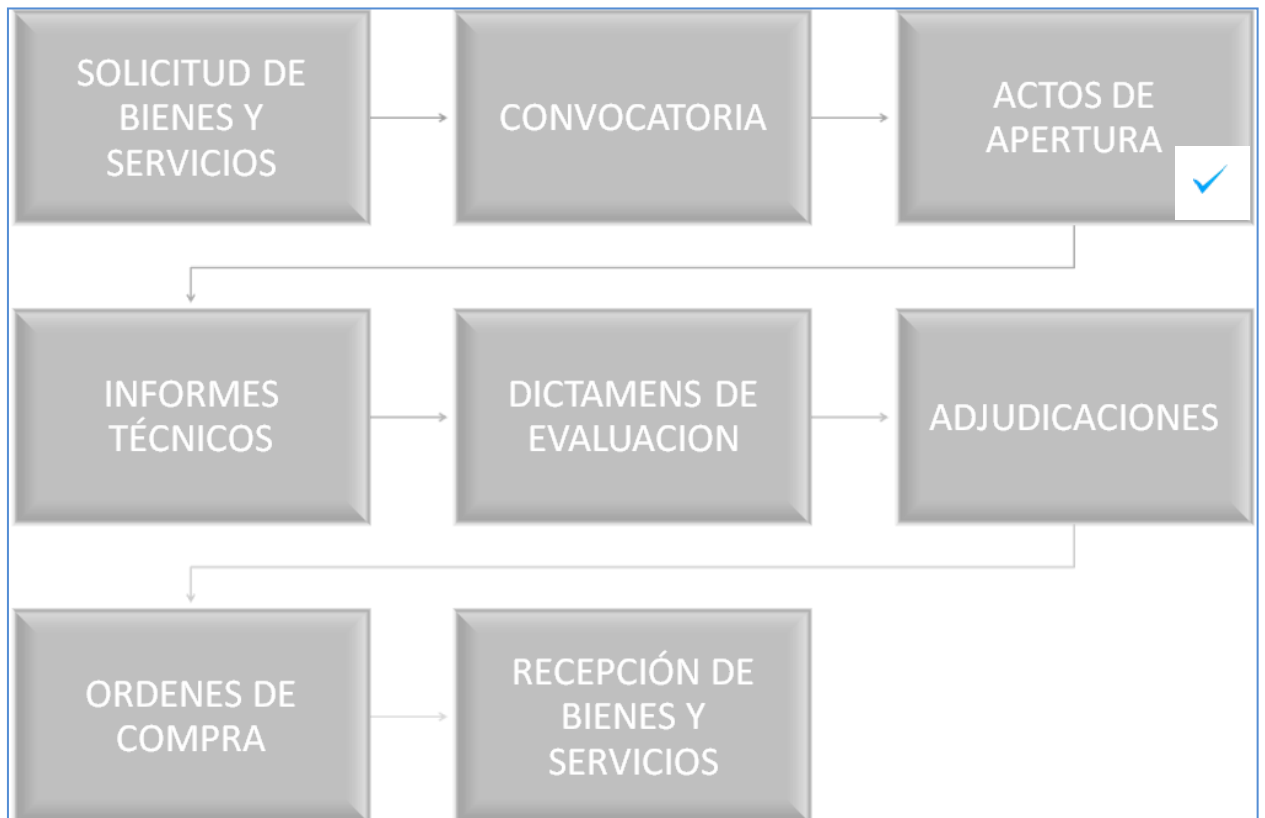 SOLICITUD DE
BIENES Y
SERVICIOS
CONVOCATORIA
ACTOS DE
APERTURA
INFORMES
TÉCNICOS
DICTAMENS DE
EVALUACION
ADJUDICACIONES
ORDENES DE
COMPRA
RECEPCIÓN DE
BIENES Y
SERVICIOS